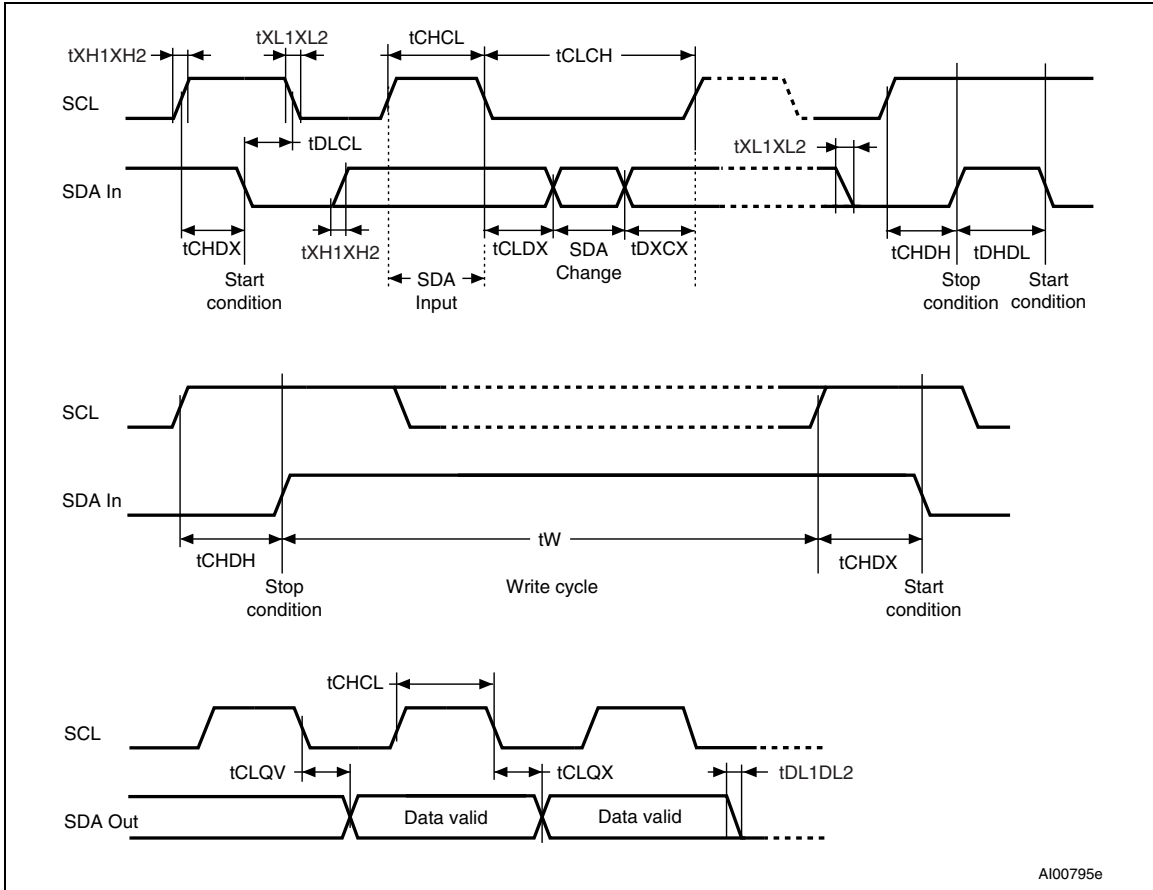 tXH1XH2
tXL1XL2
tCHCL
tCLCH
SCL
tDLCL
tXL1XL2
SDA In
tCHDX
tXH1XH2
tCLDX
SDA
Change
tDXCX
tCHDH
tDHDL
Start
condition
SDA
Input
Stop
condition
Start
condition
SCL
SDA In
tCHDH
tW
tCHDX
Stop
condition
Write cycle
Start
condition
tCHCL
SCL
tCLQV
tCLQX
tDL1DL2
SDA Out
Data valid
Data valid
AI00795e